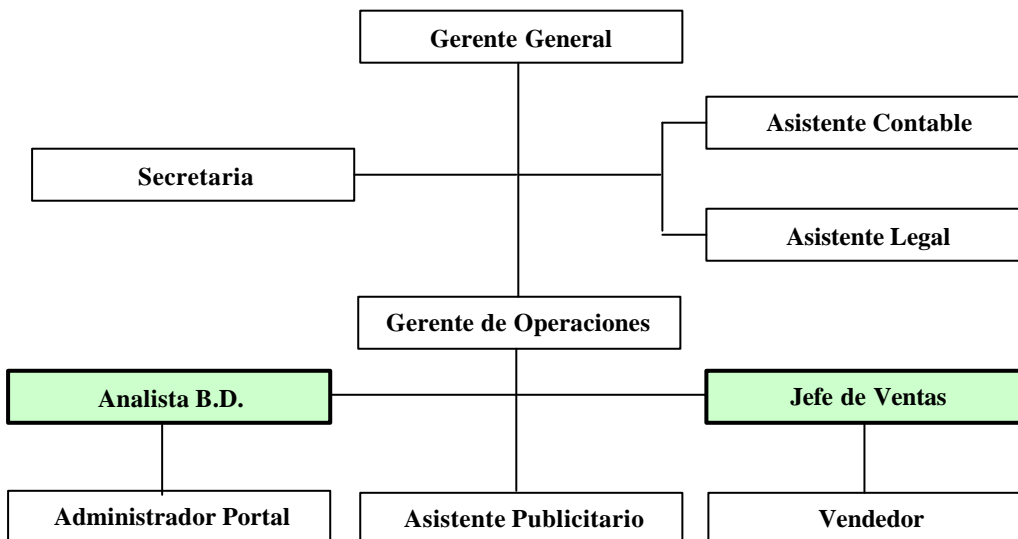 Gerente General
Asistente Contable
Secretaria
Asistente Legal
Gerente de Operaciones
Analista B.D.
Jefe de Ventas
Administrador Portal
Asistente Publicitario
Vendedor